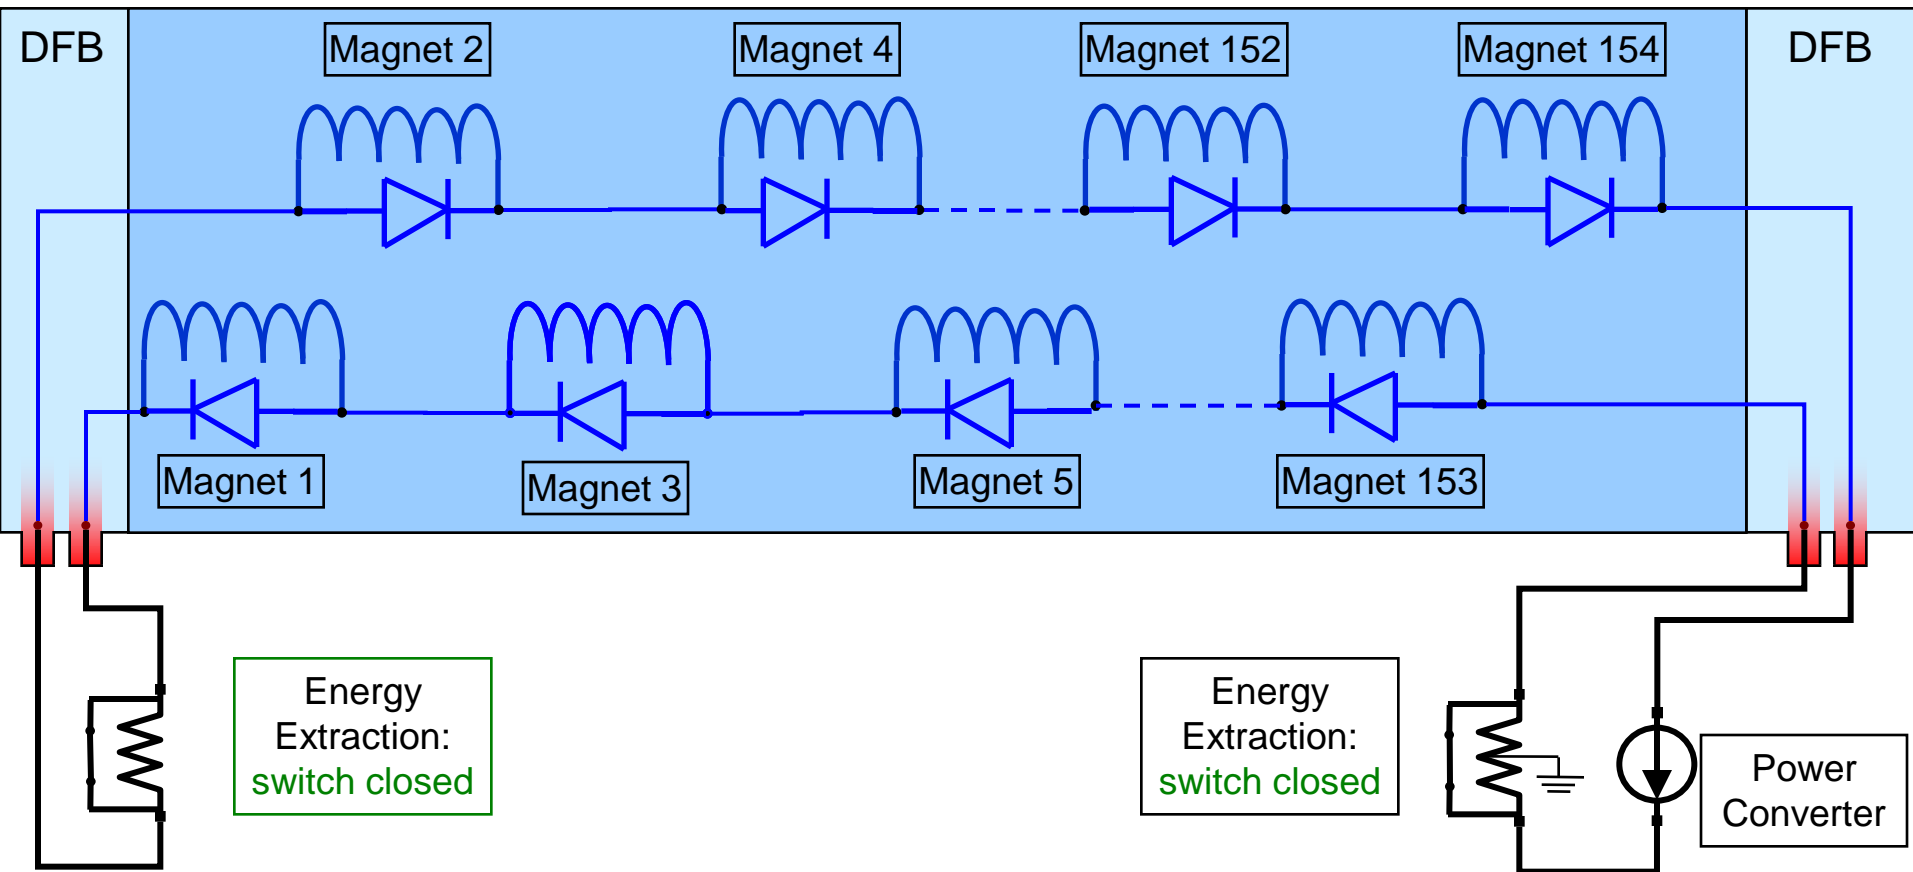 DFB
Magnet 2
Magnet 4
Magnet 152
Magnet 154
DFB
Magnet 1
Magnet 3
Magnet 5
Magnet 153
Energy
Extraction:
switch closed
Energy
Extraction:
switch closed
Power
Converter